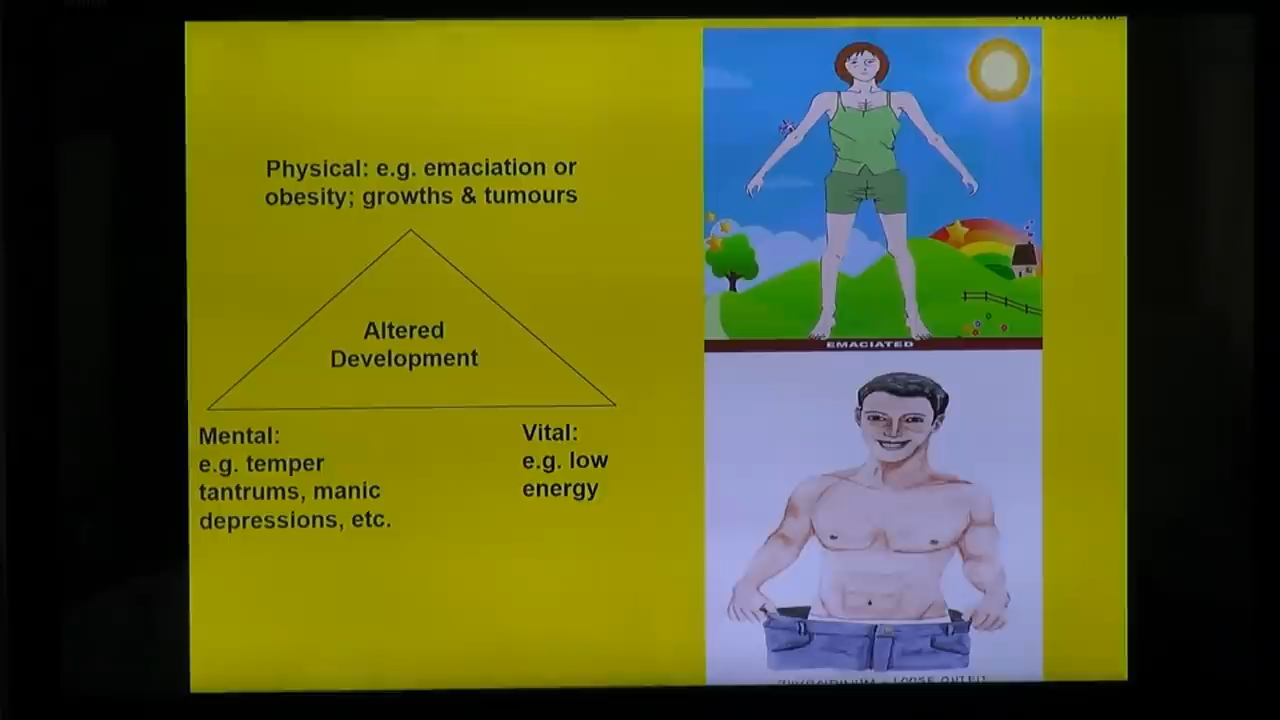 Physical: e.g. emaciation or
obesity; growths & tumours
Altered
Development
Mental:
e.g. temper
tantrums, manic
depressions, etc.
Vital:
e.g. low
energy
EMACIATED